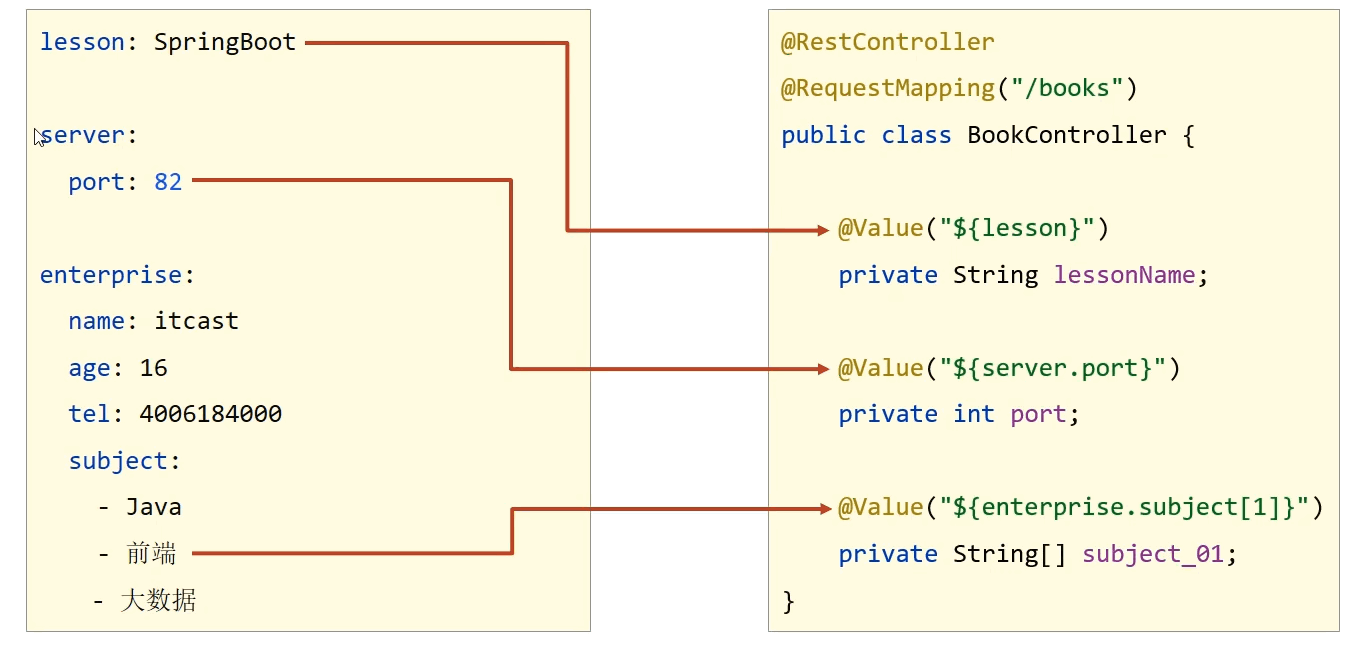 lesson: SpringBoot
server:
port: 82
enterprise:
name: itcast
age: 16
tel: 4006184000
subject:
- Java
- 前端
- 大数据
@RestController
@RequestMapping("/books")
public class BookController {
@Value("${lesson}")
private String lessonName;
@Value("${server.port}")
private int port;
@Value("${enterprise.subject[1]}")
private String[] subject_01;
}